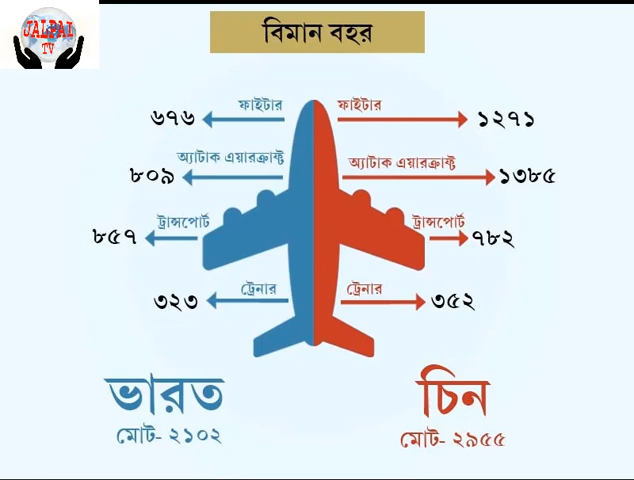 JALPAI
TV
বিমান বহর
ফাইটার
৬৭৬
ফাইটার
১২৭১
অ্যাটাক এয়ারক্রাফ্ট
৮০৯
অ্যাটাক এয়ারক্রাফ্ট
১৩৮৫
ট্রান্সপোর্ট
৮৫৭
ট্রান্সপোর্ট
৭৮২
ট্রেনার
৩২৩
ট্রেনার
৩৫২
ভারত
মোট- ২১০২
চিন
মোট- ২৯৫৫